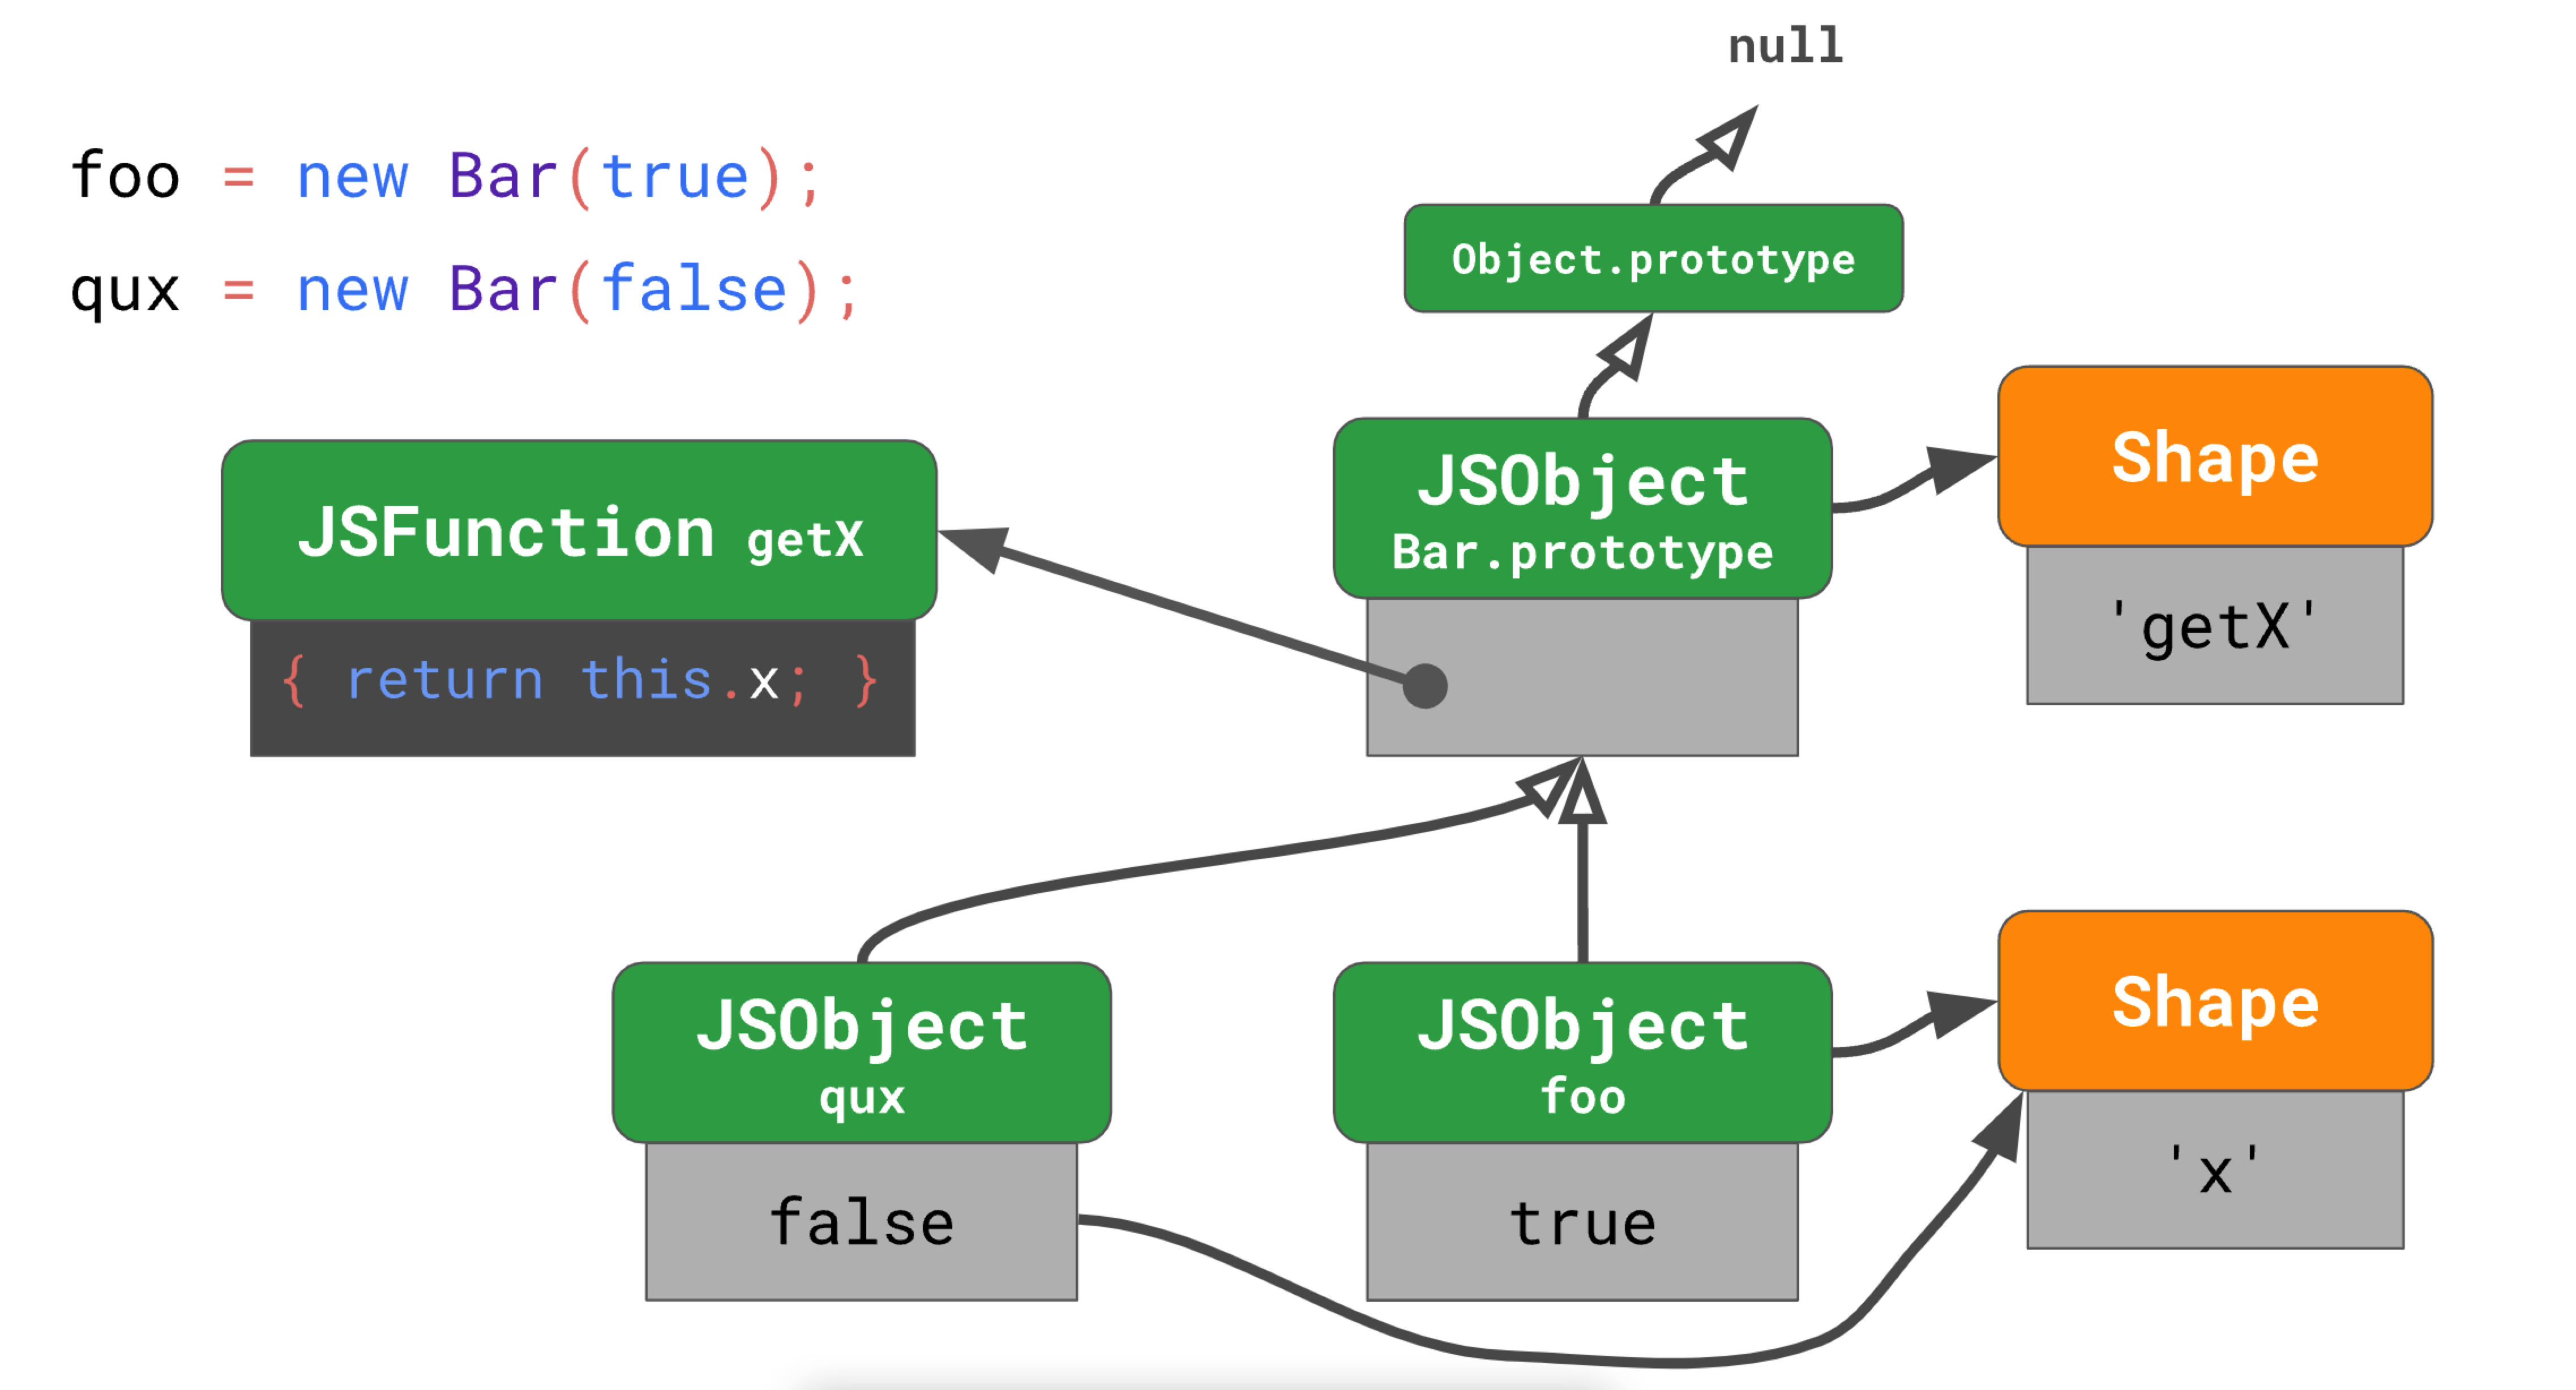 null
foo = new Bar(true);
qux = new Bar(false);
Object.prototype
JSFunction getX
{ return this.x; }
JSObject
Bar.prototype
Shape
'getX'
JSObject
qux
false
JSObject
foo
true
Shape
'x'